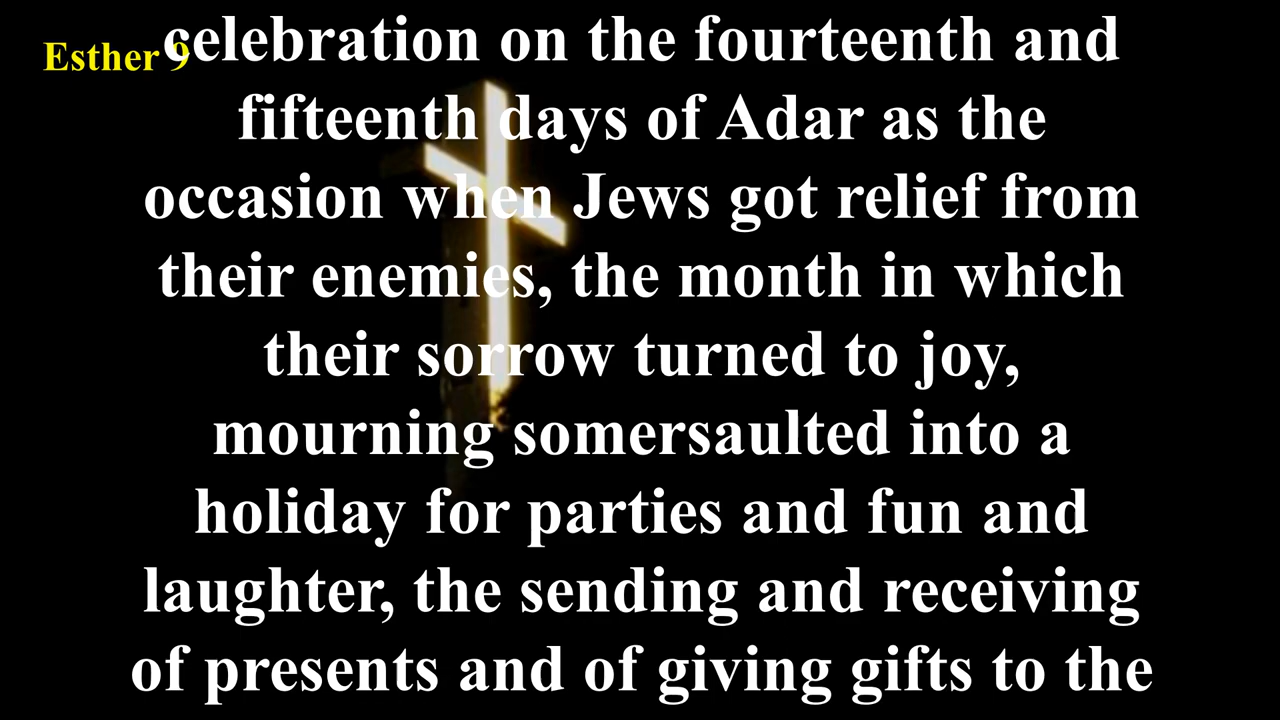 Esther 9
celebration on the fourteenth and
fifteenth days of Adar as the
occasion when Jews got relief from
their enemies, the month in which
their sorrow turned to joy,
mourning somersaulted into a
holiday for parties and fun and
laughter, the sending and receiving
of presents and of giving gifts to the